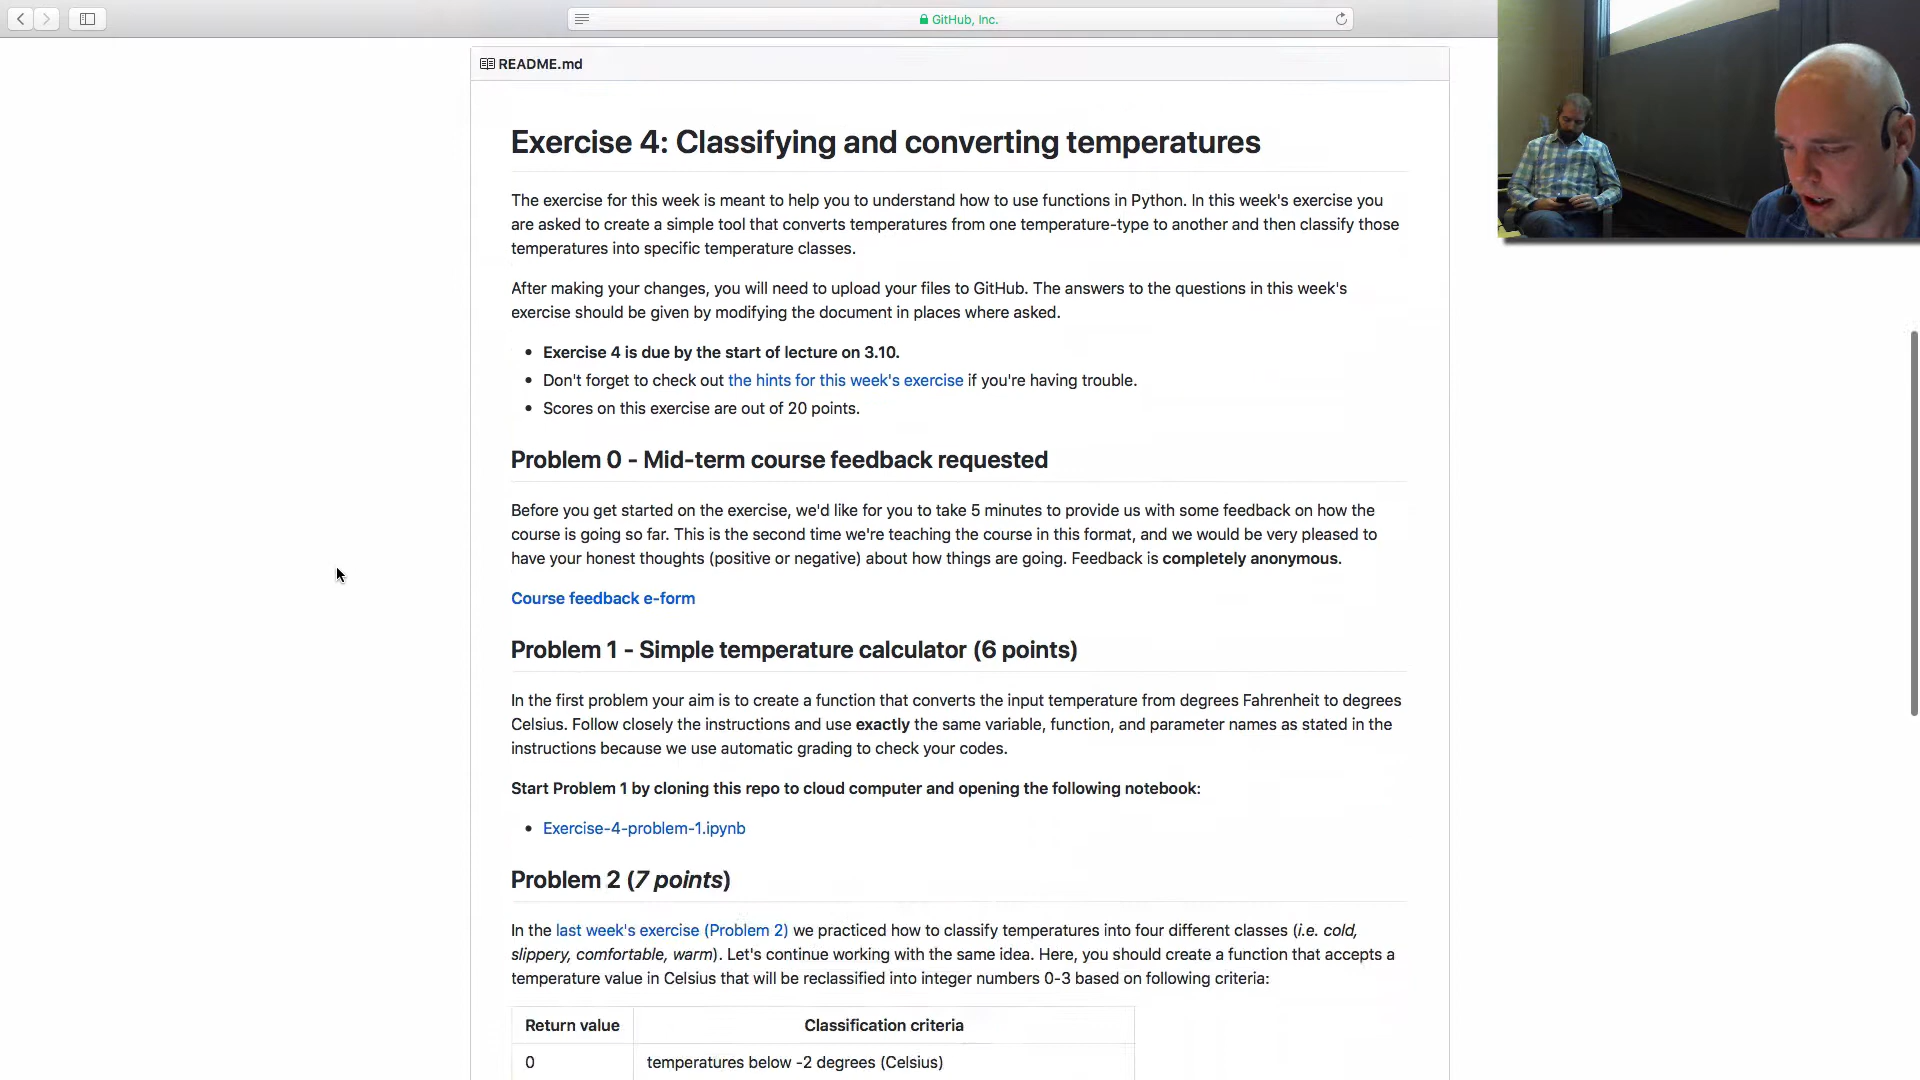 GitHub, Inc.
README.md
Exercise 4: Classifying and converting temperatures
The exercise for this week is meant to help you to understand how to use functions in Python. In this week's exercise you
are asked to create a simple tool that converts temperatures from one temperature-type to another and then classify those
temperatures into specific temperature classes.
After making your changes, you will need to upload your files to GitHub. The answers to the questions in this week's
exercise should be given by modifying the document in places where asked.
• Exercise 4 is due by the start of lecture on 3.10.
• Don't forget to check out the hints for this week's exercise if you're having trouble.
• Scores on this exercise are out of 20 points.
Problem 0 - Mid-term course feedback requested
Before you get started on the exercise, we'd like for you to take 5 minutes to provide us with some feedback on how the
course is going so far. This is the second time we're teaching the course in this format, and we would be very pleased to
have your honest thoughts (positive or negative) about how things are going. Feedback is completely anonymous.
Course feedback e-form
Problem 1 - Simple temperature calculator (6 points)
In the first problem your aim is to create a function that converts the input temperature from degrees Fahrenheit to degrees
Celsius. Follow closely the instructions and use exactly the same variable, function, and parameter names as stated in the
instructions because we use automatic grading to check your codes.
Start Problem 1 by cloning this repo to cloud computer and opening the following notebook:
• Exercise-4-problem-1.ipynb
Problem 2 (7 points)
In the last week's exercise (Problem 2) we practiced how to classify temperatures into four different classes (i.e. cold,
slippery, comfortable, warm). Let's continue working with the same idea. Here, you should create a function that accepts a
temperature value in Celsius that will be reclassified into integer numbers 0-3 based on following criteria:
Return value Classification criteria
0 temperatures below -2 degrees (Celsius)